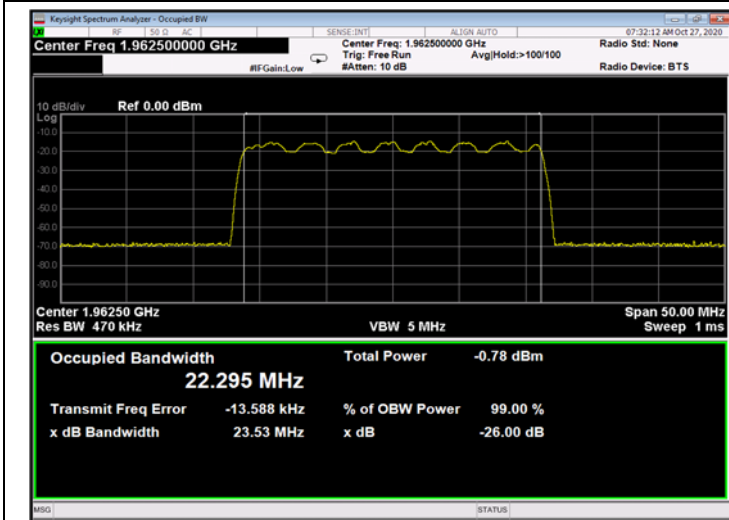 Keysight Spectrum Analyzer - Occupied BW
LXI RF 50 Ω AC SENSE:INT ALIGN AUTO 07:32:12 AM Oct 27, 2020
Center Freq 1.962500000 GHz Center Freq: 1.962500000 GHz Radio Std: None
Trig: Free Run Avg|Hold:>100/100
#IFGain:Low #Atten: 10 dB Radio Device: BTS
10 dB/div Ref 0.00 dBm
Log
-10.0
-20.0
-30.0
-40.0
-50.0
-60.0
-70.0
-80.0
-90.0
Center 1.96250 GHz Span 50.00 MHz
Res BW 470 kHz VBW 5 MHz Sweep 1 ms
Occupied Bandwidth Total Power -0.78 dBm
22.295 MHz
Transmit Freq Error -13.588 kHz % of OBW Power 99.00 %
x dB Bandwidth 23.53 MHz x dB -26.00 dB
MSG STATUS